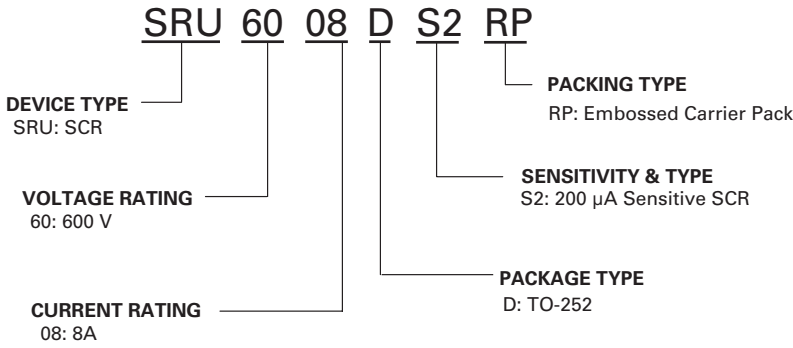 SRU 60 08 D S2 RP
PACKING TYPE
RP: Embossed Carrier Pack
DEVICE TYPE
SRU: SCR
SENSITIVITY & TYPE
S2: 200 µA Sensitive SCR
VOLTAGE RATING
60: 600 V
PACKAGE TYPE
D: TO-252
CURRENT RATING
08: 8A